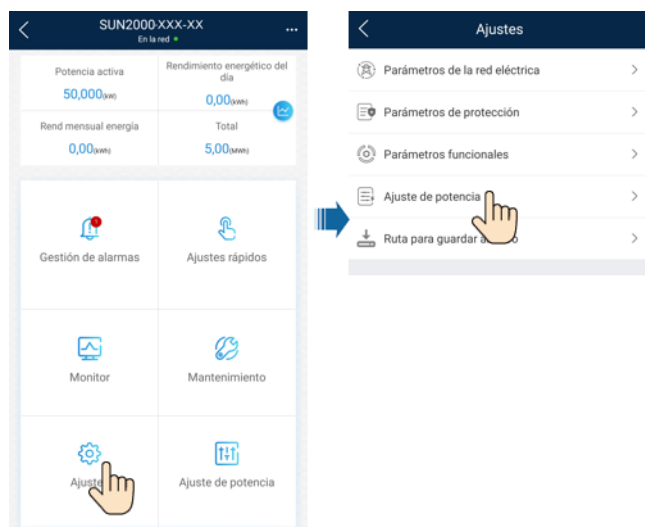 SUN2000-XXX-XX
En la red
Potencia activa
50,000(kW)
Rendimiento energético del
día
0,00(kWh)
Rend mensual energía
0,00(kWh)
Total
5,00(MWh)
Gestión de alarmas
Ajustes rápidos
Monitor
Mantenimiento
Ajuste
Ajuste de potencia
Ajustes
Parámetros de la red eléctrica
Parámetros de protección
Parámetros funcionales
Ajuste de potencia
Ruta para guardar